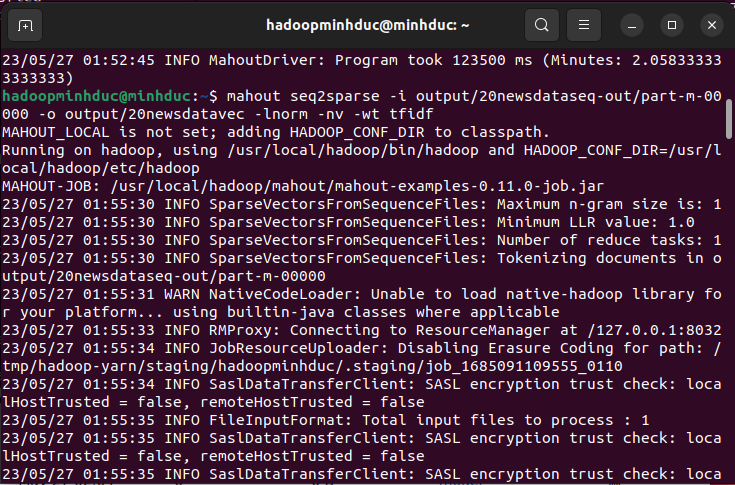 hadoopminhduc@minhduc: ~
23/05/27 01:52:45 INFO MahoutDriver: Program took 123500 ms (Minutes: 2.05833333
3333333)
hadoopminhduc@minhduc:~$ mahout seq2sparse -i output/20newsdataseq-out/part-m-00
000 -o output/20newsdatavec -lnorm -nv -wt tfidf
MAHOUT_LOCAL is not set; adding HADOOP_CONF_DIR to classpath.
Running on hadoop, using /usr/local/hadoop/bin/hadoop and HADOOP_CONF_DIR=/usr/l
ocal/hadoop/etc/hadoop
MAHOUT-JOB: /usr/local/hadoop/mahout/mahout-examples-0.11.0-job.jar
23/05/27 01:55:30 INFO SparseVectorsFromSequenceFiles: Maximum n-gram size is: 1
23/05/27 01:55:30 INFO SparseVectorsFromSequenceFiles: Minimum LLR value: 1.0
23/05/27 01:55:30 INFO SparseVectorsFromSequenceFiles: Number of reduce tasks: 1
23/05/27 01:55:30 INFO SparseVectorsFromSequenceFiles: Tokenizing documents in o
utput/20newsdataseq-out/part-m-00000
23/05/27 01:55:31 WARN NativeCodeLoader: Unable to load native-hadoop library fo
r your platform... using builtin-java classes where applicable
23/05/27 01:55:33 INFO RMProxy: Connecting to ResourceManager at /127.0.0.1:8032
23/05/27 01:55:34 INFO JobResourceUploader: Disabling Erasure Coding for path: /
tmp/hadoop-yarn/staging/hadoopminhduc/.staging/job_1685091109555_0110
23/05/27 01:55:34 INFO SaslDataTransferClient: SASL encryption trust check: loca
lHostTrusted = false, remoteHostTrusted = false
23/05/27 01:55:35 INFO FileInputFormat: Total input files to process : 1
23/05/27 01:55:35 INFO SaslDataTransferClient: SASL encryption trust check: loca
lHostTrusted = false, remoteHostTrusted = false
23/05/27 01:55:35 INFO SaslDataTransferClient: SASL encryption trust check: loca